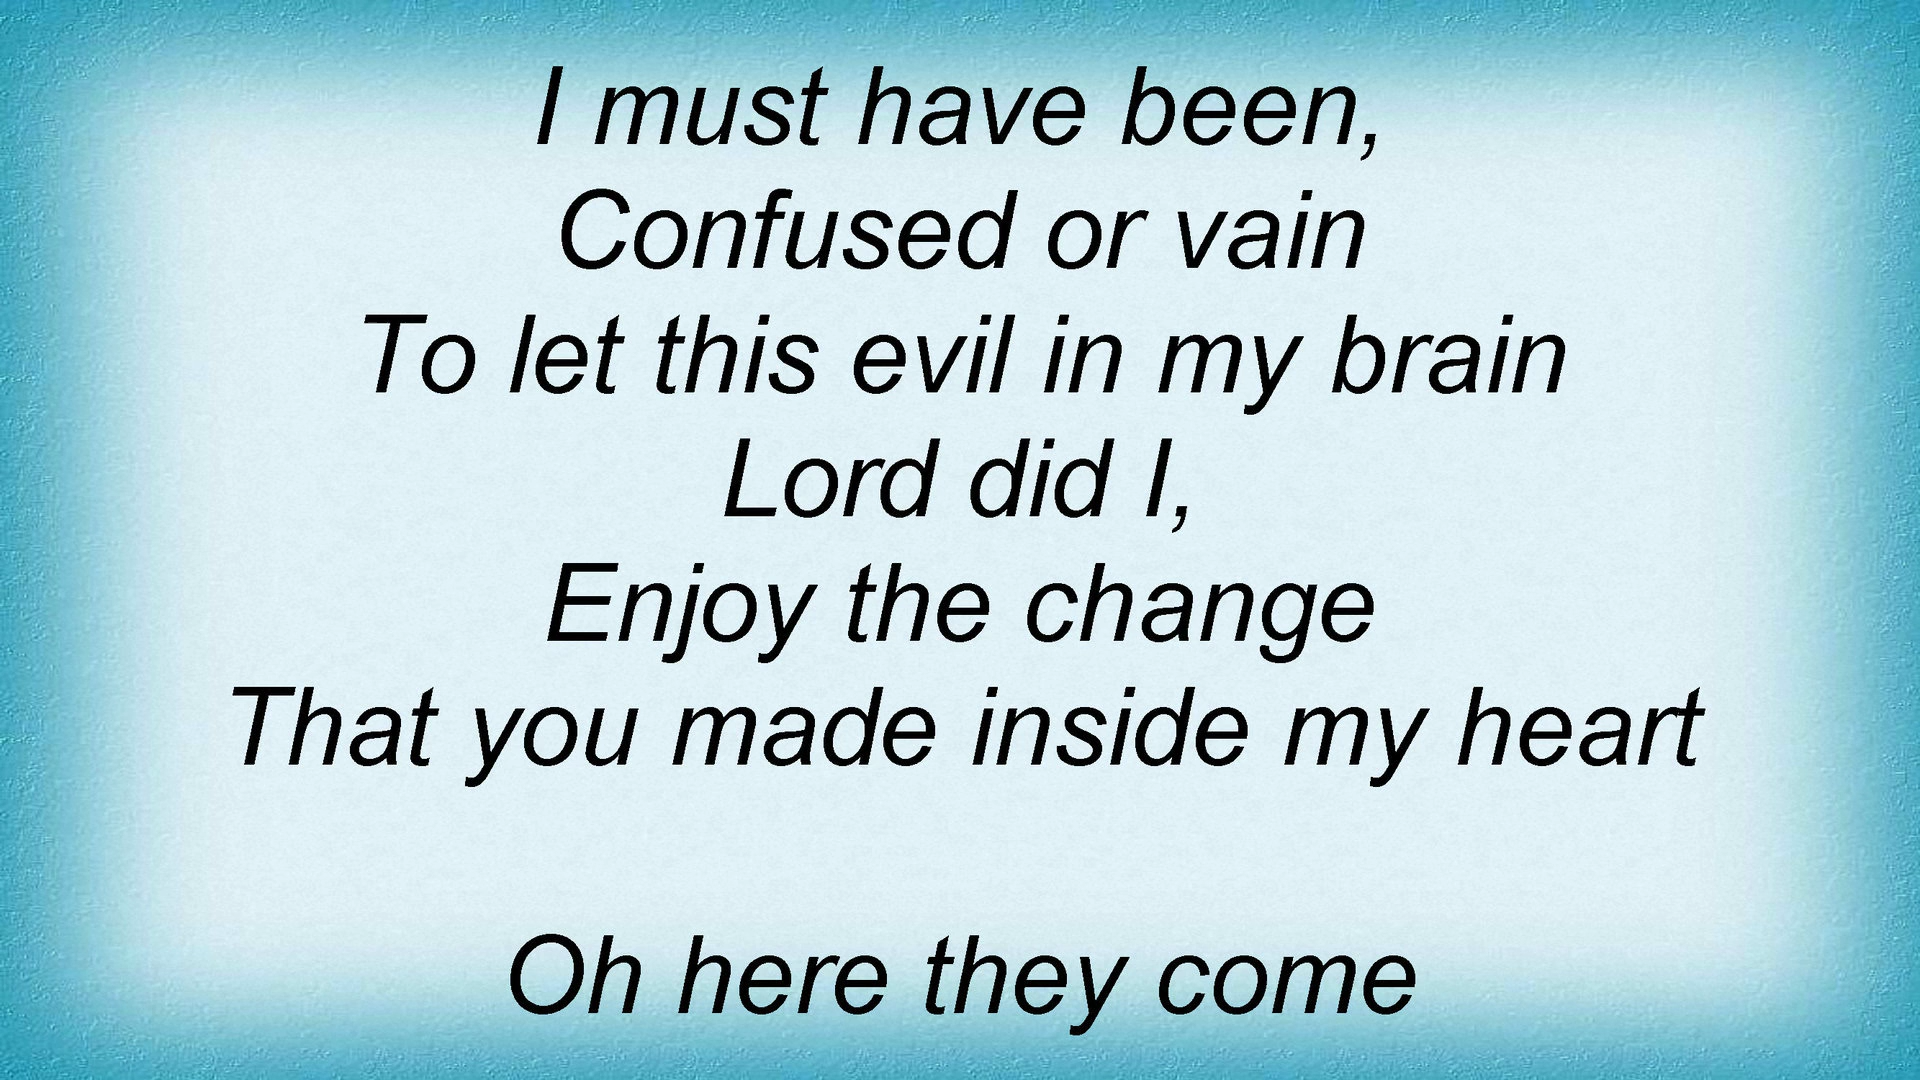 I must have been,
Confused or vain
To let this evil in my brain
Lord did I,
Enjoy the change
That you made inside my heart
Oh here they come